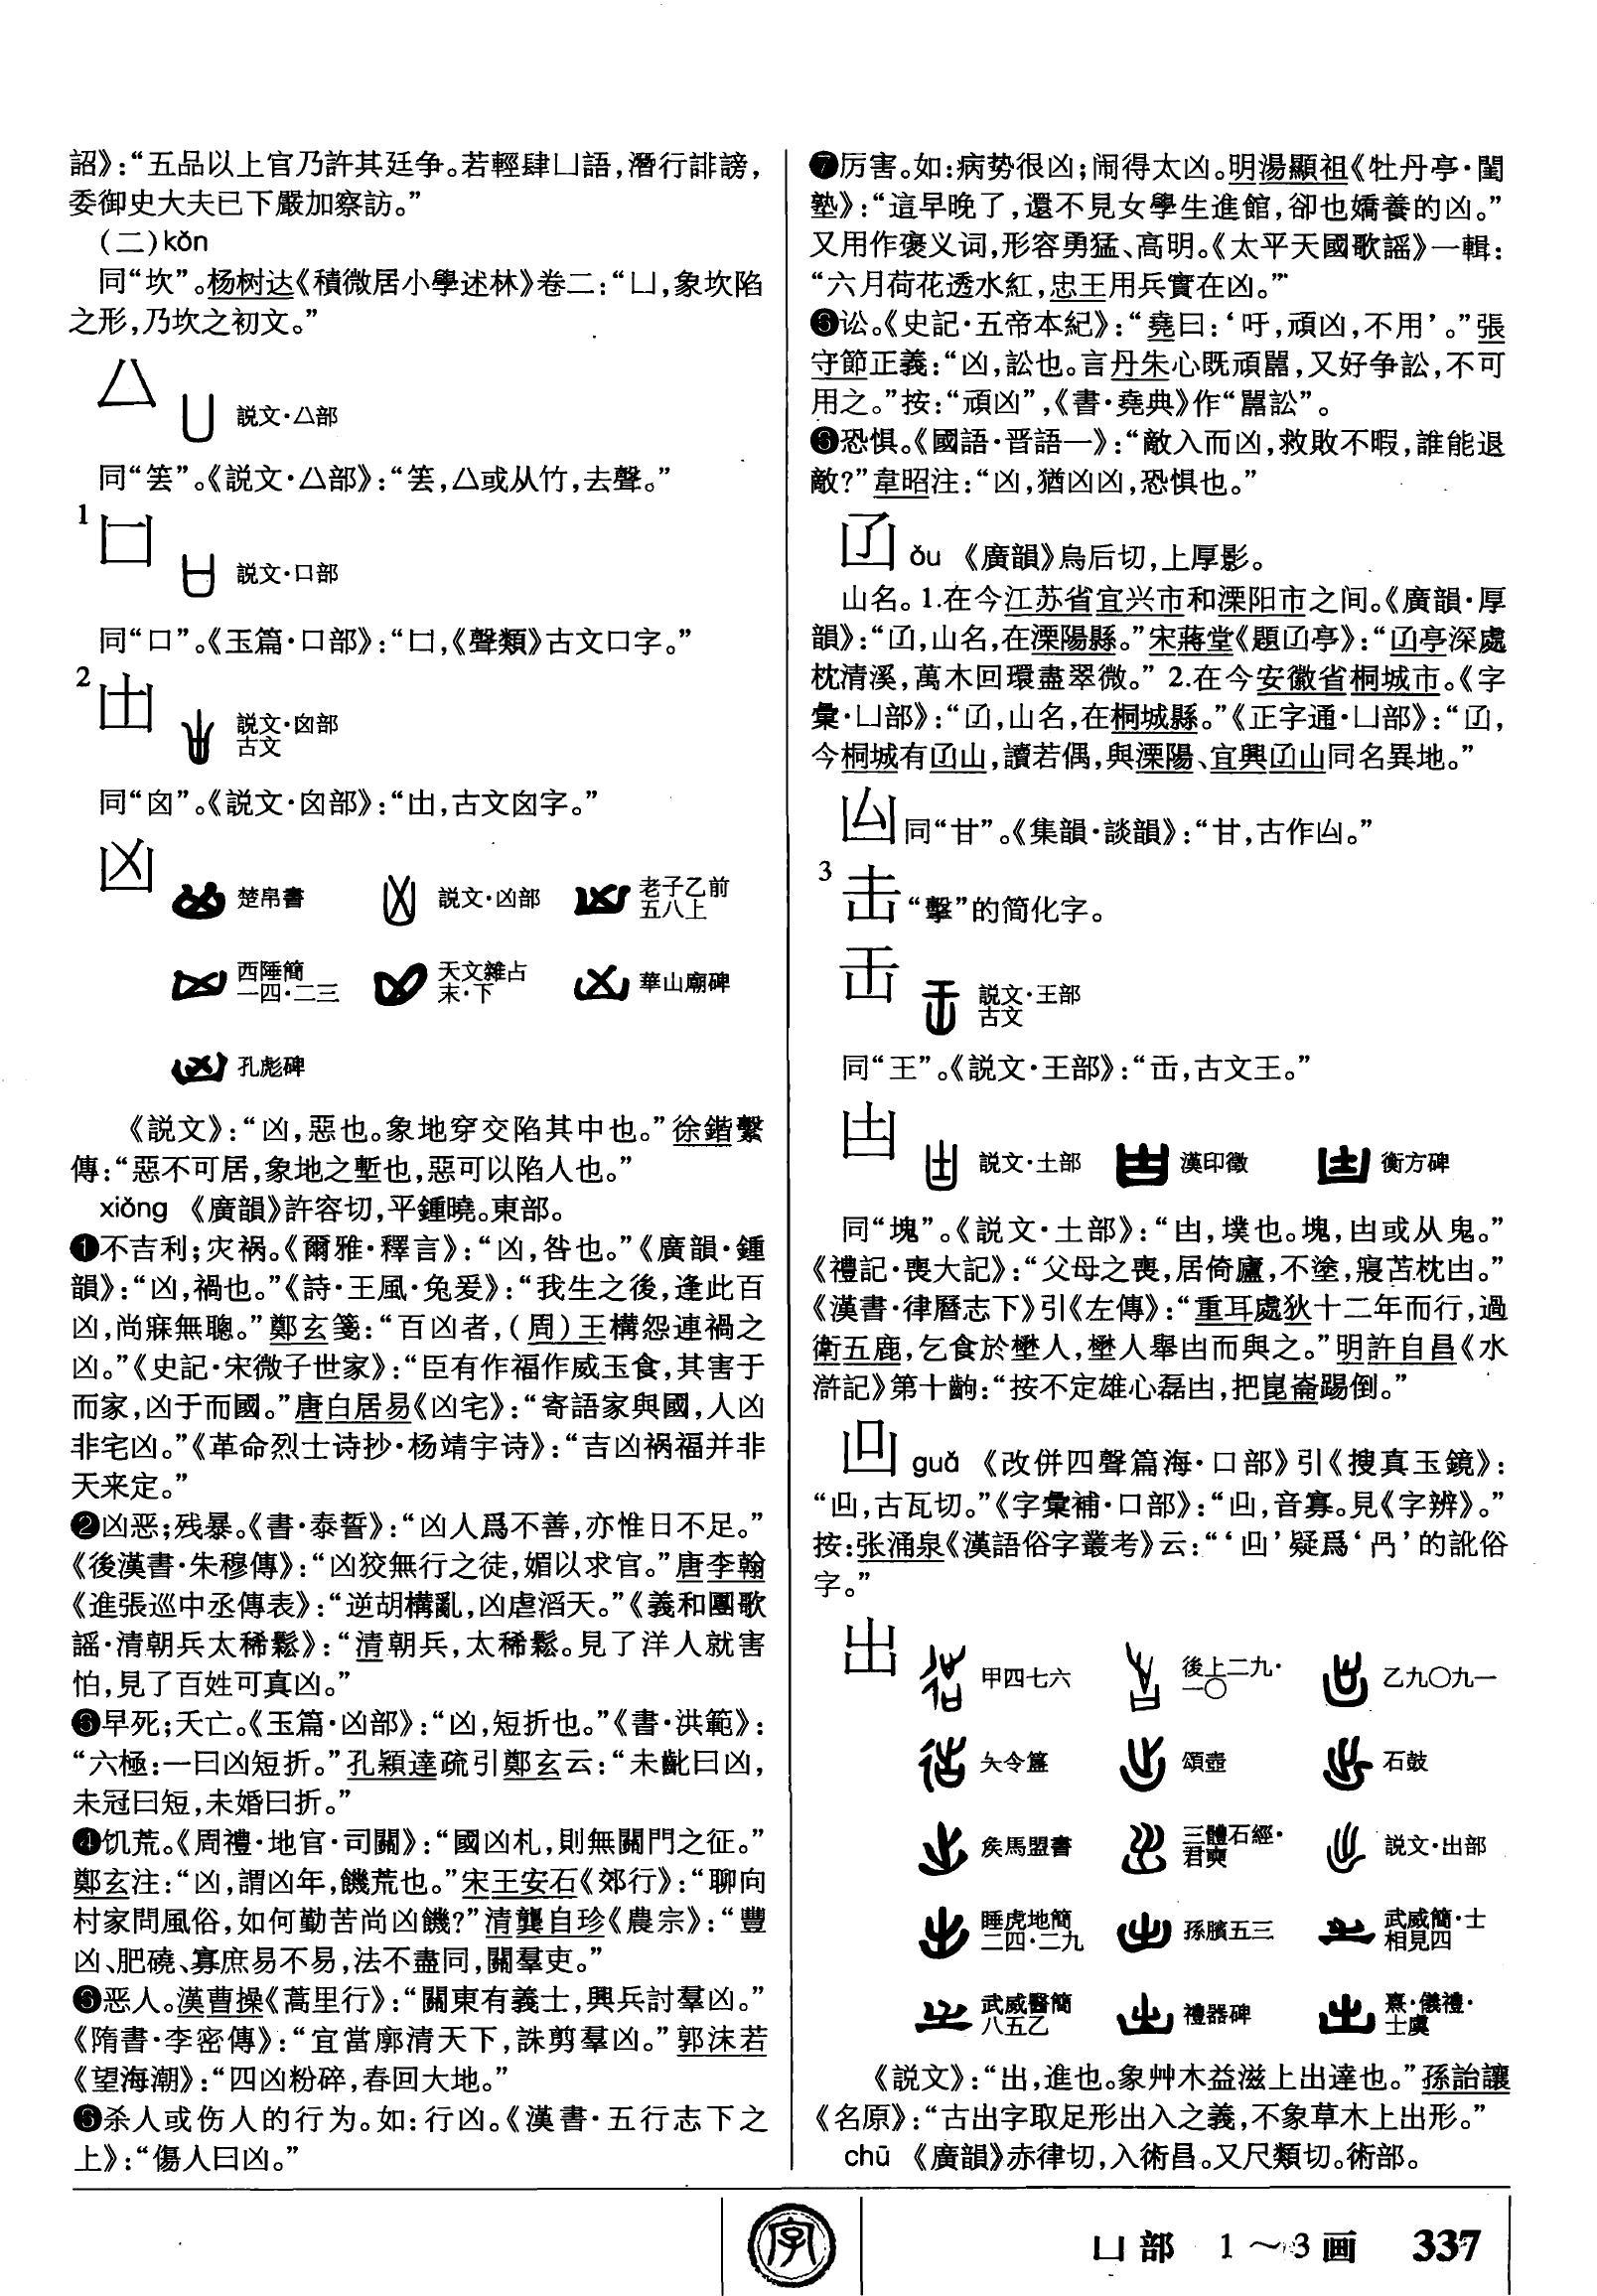 詔》：“五品以上官乃許其廷争。若輕肆凵語，潛行誹謗，
委御史大夫已下嚴加察訪。”
（二）kǎn
同“坎”。杨树达《積微居小學述林》卷二：“凵，象坎陷
之形，乃坎之初文。”
𠙴
説文·凵部
同“笑”。《説文·凵部》：“笑，凵或从竹，去聲。”
1
説文·口部
同“口”。《玉篇·口部》：“𠙵，《聲類》古文口字。”
2
説文·囟部
古文
同“囟”。《説文·囟部》：“𠙷，古文囟字。”
凶
楚帛書 説文·凶部 老子乙前
五八上
西陲簡
一四·二三
天文雜占
末·下
華山廟碑
孔彪碑
《説文》：“凶，惡也。象地穿交陷其中也。”徐鍇繫
傳：“惡不可居，象地之塹也，惡可以陷人也。”
xiōng 《廣韻》許容切，平鍾曉。東部。
❶不吉利；灾祸。《爾雅·釋言》：“凶，咎也。”《廣韻·鍾
韻》：“凶，禍也。”《詩·王風·兔爰》：“我生之後，逢此百
凶，尚寐無聰。”鄭玄箋：“百凶者，（周）王構怨連禍之
凶。”《史記·宋微子世家》：“臣有作福作威玉食，其害于
而家，凶于而國。”唐白居易《凶宅》：“寄語家與國，人凶
非宅凶。”《革命烈士诗抄·杨靖宇诗》：“吉凶祸福并非
天来定。”
❷凶恶；残暴。《書·泰誓》：“凶人爲不善，亦惟日不足。”
《後漢書·朱穆傳》：“凶狡無行之徒，媚以求官。”唐李翰
《進張巡中丞傳表》：“逆胡構亂，凶虐滔天。”《義和團歌
謡·清朝兵太稀鬆》：“清朝兵，太稀鬆。見了洋人就害
怕，見了百姓可真凶。”
❸早死；夭亡。《玉篇·凶部》：“凶，短折也。”《書·洪範》：
“六極：一曰凶短折。”孔穎達疏引鄭玄云：“未齔曰凶，
未冠曰短，未婚曰折。”
❹饥荒。《周禮·地官·司關》：“國凶札，則無關門之征。”
鄭玄注：“凶，謂凶年，饑荒也。”宋王安石《郊行》：“聊向
村家問風俗，如何勤苦尚凶饑？”清龔自珍《農宗》：“豐
凶、肥磽、寡庶易不易，法不盡同，關羣吏。”
❺恶人。漢曹操《蒿里行》：“關東有義士，興兵討羣凶。”
《隋書·李密傳》：“宜當廓清天下，誅剪羣凶。”郭沫若
《望海潮》：“四凶粉碎，春回大地。”
❻杀人或伤人的行为。如：行凶。《漢書·五行志下之
上》：“傷人曰凶。”
❼厉害。如：病势很凶；闹得太凶。明湯顯祖《牡丹亭·閨
塾》：“這早晚了，還不見女學生進館，卻也嬌養的凶。”
又用作褒义词，形容勇猛、高明。《太平天國歌謡》一輯：
“六月荷花透水紅，忠王用兵實在凶。”
❽讼。《史記·五帝本紀》：“堯曰：‘吁，頑凶，不用’。”張
守節正義：“凶，訟也。言丹朱心既頑嚚，又好争訟，不可
用之。”按：“頑凶”，《書·堯典》作“嚚訟”。
❾恐惧。《國語·晋語一》：“敵入而凶，救敗不暇，誰能退
敵？”韋昭注：“凶，猶凶凶，恐惧也。”
ǒu 《廣韻》烏后切，上厚影。
山名。1.在今江苏省宜兴市和溧阳市之间。《廣韻·厚
韻》：“𠙶，山名，在溧陽縣。”宋蔣堂《題𠙶亭》：“𠙶亭深處
枕清溪，萬木回環盡翠微。” 2.在今安徽省桐城市。《字
彙·凵部》：“𠙶，山名，在桐城縣。”《正字通·凵部》：“𠙶，
今桐城有𠙶山，讀若偶，與溧陽、宜興𠙶山同名異地。”
同“甘”。《集韻·談韻》：“甘，古作𠙸。”
3
击
“擊”的简化字。
説文·王部
古文
同“王”。《説文·王部》：“𠙻，古文王。”
凷
説文·土部 漢印徵 衡方碑
同“塊”。《説文·土部》：“凷，墣也。塊，凷或从鬼。”
《禮記·喪大記》：“父母之喪，居倚廬，不塗，寢苫枕凷。”
《漢書·律曆志下》引《左傳》：“重耳處狄十二年而行，過
衛五鹿，乞食於壄人，壄人舉凷而與之。”明許自昌《水
滸記》第十齣：“按不定雄心磊凷，把崑崙踢倒。”
guǎ 《改併四聲篇海·口部》引《搜真玉鏡》：
“，古瓦切。”《字彙補·口部》：“，音寡。見《字辨》。”
按：张涌泉《漢語俗字叢考》云：“‘’疑爲‘冎’的訛俗
字。”
出
甲四七六 後上二九·
一〇
乙九〇九一
夨令簋 頌壺 石鼓
矦馬盟書 三體石經·
君奭
説文·出部
睡虎地簡
二四·二九
孫臏五三 武威簡·士
相見四
武威醫簡
八五乙
禮器碑 熹·儀禮·
士虞
《説文》：“出，進也。象艸木益滋上出達也。”孫詒讓
《名原》：“古出字取足形出入之義，不象草木上出形。”
chū 《廣韻》赤律切，入術昌。又尺類切。術部。
字
凵部 1～3画 337